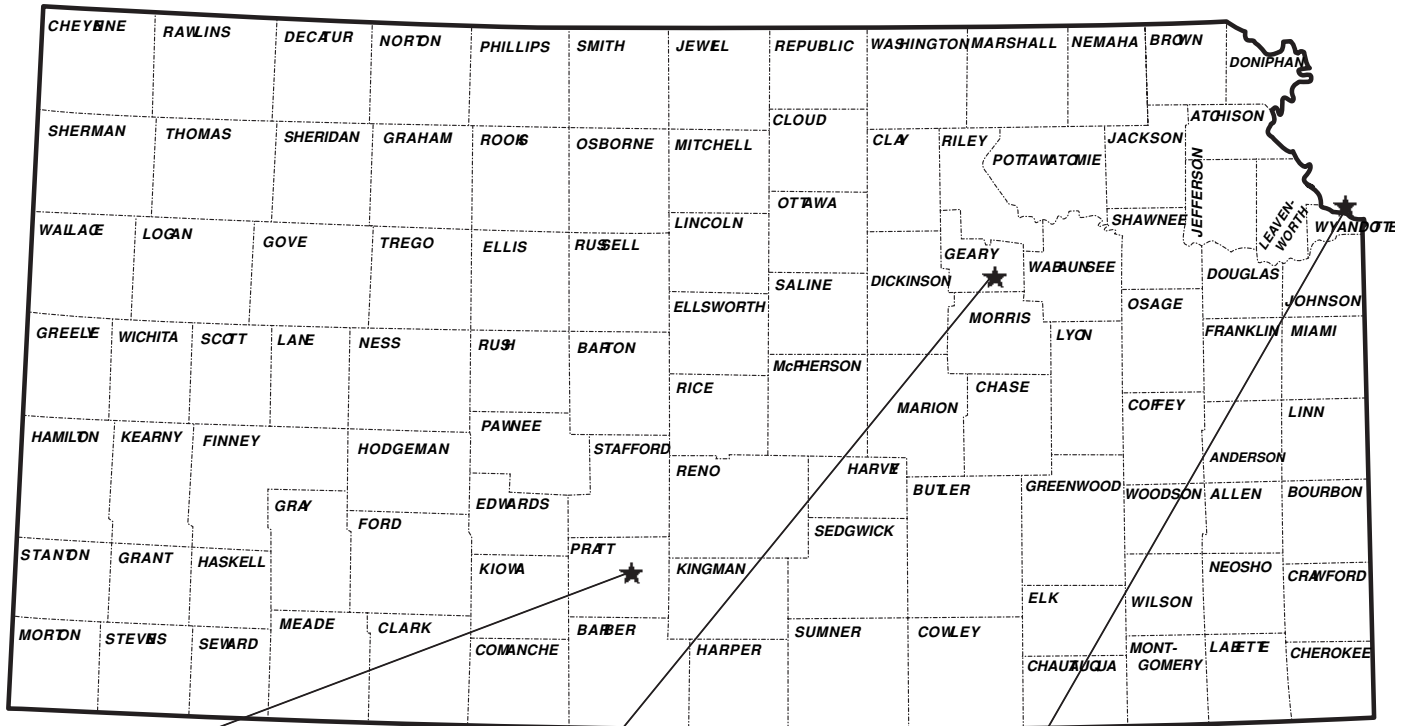 CHEYENNE RAWLINS DECATUR NORTON PHILLIPS SMITH JEWEL REPUBLIC WASHINGTON MARSHALL NEMAHA BROWN
DONIPHAN
ATCHISON
SHERMAN THOMAS SHERIDAN GRAHAM ROOKS OSBORNE MITCHELL CLOUD CLAY RILEY POTTAWATOMIE JACKSON
JEFFERSON
LEAVEN-
WORTH
WYANDOTTE
WALLACE LOGAN GOVE TREGO ELLIS RUSSELL LINCOLN OTTAWA SHAWNEE
GEARY WABAUNSEE DOUGLAS
ELLSWORTH SALINE DICKINSON MORRIS OSAGE JOHNSON
GREELEY WICHITA SCOTT LANE NESS RUSH BARTON LYON FRANKLIN MIAMI
RICE McPHERSON MARION CHASE COFFEY LINN
HAMILTON KEARNY FINNEY HODGEMAN PAWNEE STAFFORD
RENO HARVEY ANDERSON
GRAY FORD EDWARDS BUTLER GREENWOOD WOODSON ALLEN BOURBON
SEDGWICK
STANTON GRANT HASKELL KIOWA PRATT KINGMAN NEOSHO CRAWFORD
ELK WILSON
MORTON STEVENS SEWARD MEADE CLARK COMANCHE BARBER HARPER SUMNER COWLEY
CHAUTAUQUA MONT-
GOMERY LABETTE CHEROKEE